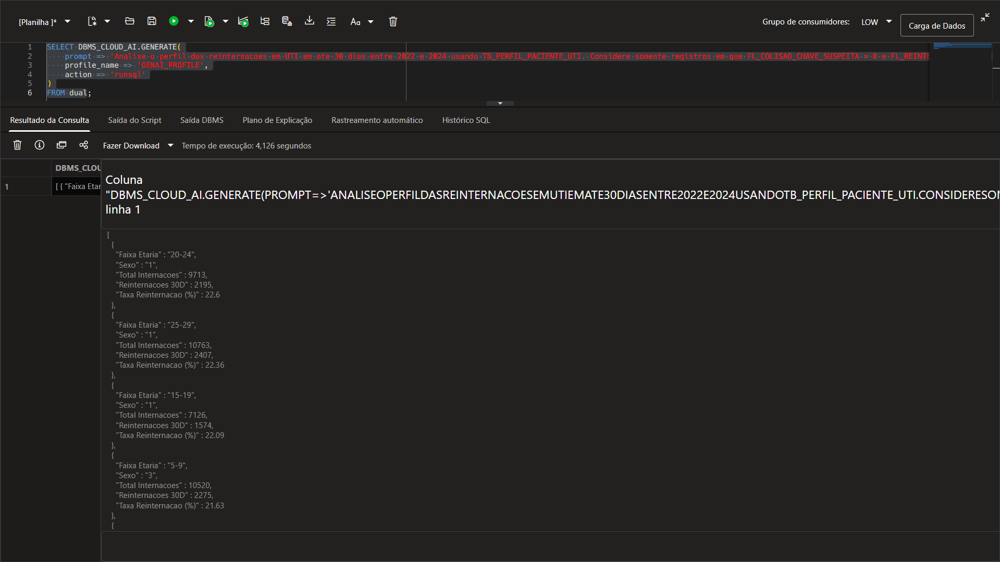 [Planilha ]*
Aa
Grupo de consumidores:
LOW
Carga de Dados
1 SELECT DBMS_CLOUD_AI.GENERATE(
2 ····prompt => 'Analise o perfil das reinternacoes em UTI em ate 30 dias entre 2022 e 2024 usando TB_PERFIL_PACIENTE_UTI. Considere somente registros em que FL_COLISAO_CHAVE_SUSPEITA = 0 e FL_REINTE
3 ····profile_name => 'GENAI_PROFILE',
4 ····action => 'runsql'
5 )
6 FROM dual;
Resultado da Consulta
Saída do Script
Saída DBMS
Plano de Explicação
Rastreamento automático
Histórico SQL
Fazer Download
Tempo de execução: 4,126 segundos
DBMS_CLOU
1
[ { "Faixa Etar
Coluna
"DBMS_CLOUD_AI.GENERATE(PROMPT=>'ANALISEOPERFILDASREINTERNACOESEMUTIEMATE30DIASENTRE2022E2024USANDOTB_PERFIL_PACIENTE_UTI.CONSIDERESOM
linha 1
[
{
"Faixa Etaria" : "20-24",
"Sexo" : "1",
"Total Internacoes" : 9713,
"Reinternacoes 30D" : 2195,
"Taxa Reinternacao (%)" : 22.6
},
{
"Faixa Etaria" : "25-29",
"Sexo" : "1",
"Total Internacoes" : 10763,
"Reinternacoes 30D" : 2407,
"Taxa Reinternacao (%)" : 22.36
},
{
"Faixa Etaria" : "15-19",
"Sexo" : "1",
"Total Internacoes" : 7126,
"Reinternacoes 30D" : 1574,
"Taxa Reinternacao (%)" : 22.09
},
{
"Faixa Etaria" : "5-9",
"Sexo" : "3",
"Total Internacoes" : 10520,
"Reinternacoes 30D" : 2275,
"Taxa Reinternacao (%)" : 21.63
},
{